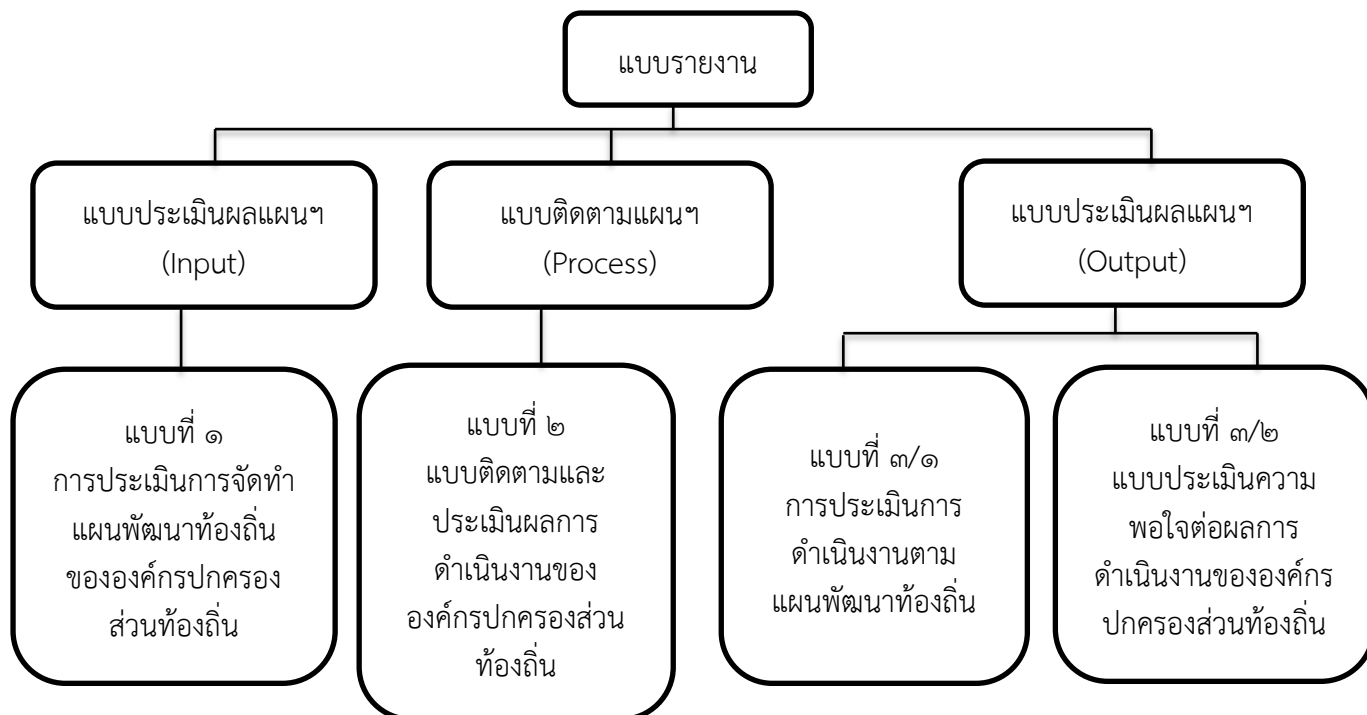 แบบรายงาน
แบบประเมินผลแผนฯ
(Input)
แบบติดตามแผนฯ
(Process)
แบบประเมินผลแผนฯ
(Output)
แบบที่ ๑
การประเมินการจัดทำ
แผนพัฒนาท้องถิ่น
ขององค์กรปกครอง
ส่วนท้องถิ่น
แบบที่ ๒
แบบติดตามและ
ประเมินผลการ
ดำเนินงานของ
องค์กรปกครองส่วน
ท้องถิ่น
แบบที่ ๓/๑
การประเมินการ
ดำเนินงานตาม
แผนพัฒนาท้องถิ่น
แบบที่ ๓/๒
แบบประเมินความ
พอใจต่อผลการ
ดำเนินงานขององค์กร
ปกครองส่วนท้องถิ่น